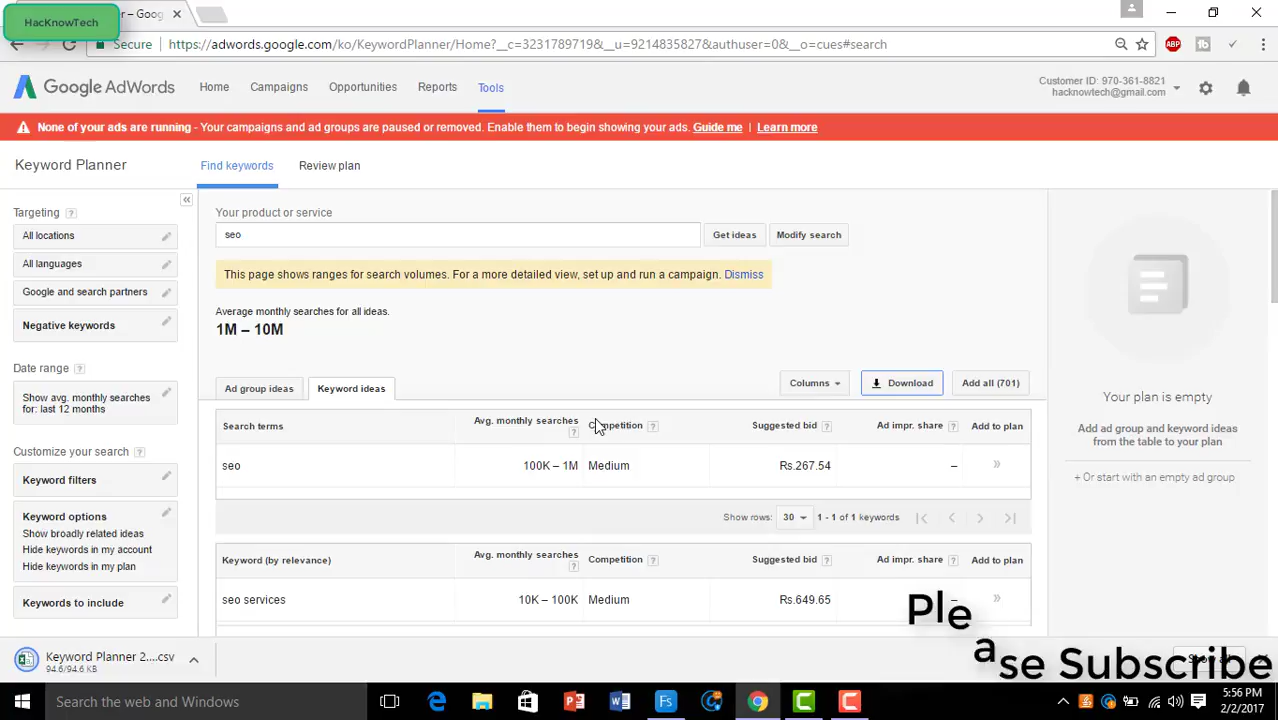 HacKnowTech
r – Goog
Secure
https://adwords.google.com/ko/KeywordPlanner/Home?__c=3231789719&__u=9214835827&authuser=0&__o=cues#search
ABP
Google AdWords
Home
Campaigns
Opportunities
Reports
Tools
Customer ID: 970-361-8821
hacknowtech@gmail.com
None of your ads are running - Your campaigns and ad groups are paused or removed. Enable them to begin showing your ads. Guide me | Learn more
Keyword Planner
Find keywords
Review plan
Targeting ?
All locations
All languages
Google and search partners
Negative keywords
Date range ?
Show avg. monthly searches
for: last 12 months
Customize your search ?
Keyword filters
Keyword options
Show broadly related ideas
Hide keywords in my account
Hide keywords in my plan
Keywords to include
Your product or service
seo
Get ideas
Modify search
This page shows ranges for search volumes. For a more detailed view, set up and run a campaign. Dismiss
Average monthly searches for all ideas.
1M – 10M
Ad group ideas
Keyword ideas
Columns
Download
Add all (701)
Search terms
Avg. monthly searches ?
Competition ?
Suggested bid ?
Ad impr. share ?
Add to plan
seo
100K – 1M
Medium
Rs.267.54
–
»
Show rows: 30
1 - 1 of 1 keywords
Keyword (by relevance)
Avg. monthly searches ?
Competition ?
Suggested bid ?
Ad impr. share ?
Add to plan
seo services
10K – 100K
Medium
Rs.649.65
–
»
Your plan is empty
Add ad group and keyword ideas
from the table to your plan
+ Or start with an empty ad group
Please Subscribe
Keyword Planner 2....csv
94.6/94.6 KB
Search the web and Windows
Fs
5:56 PM
2/2/2017